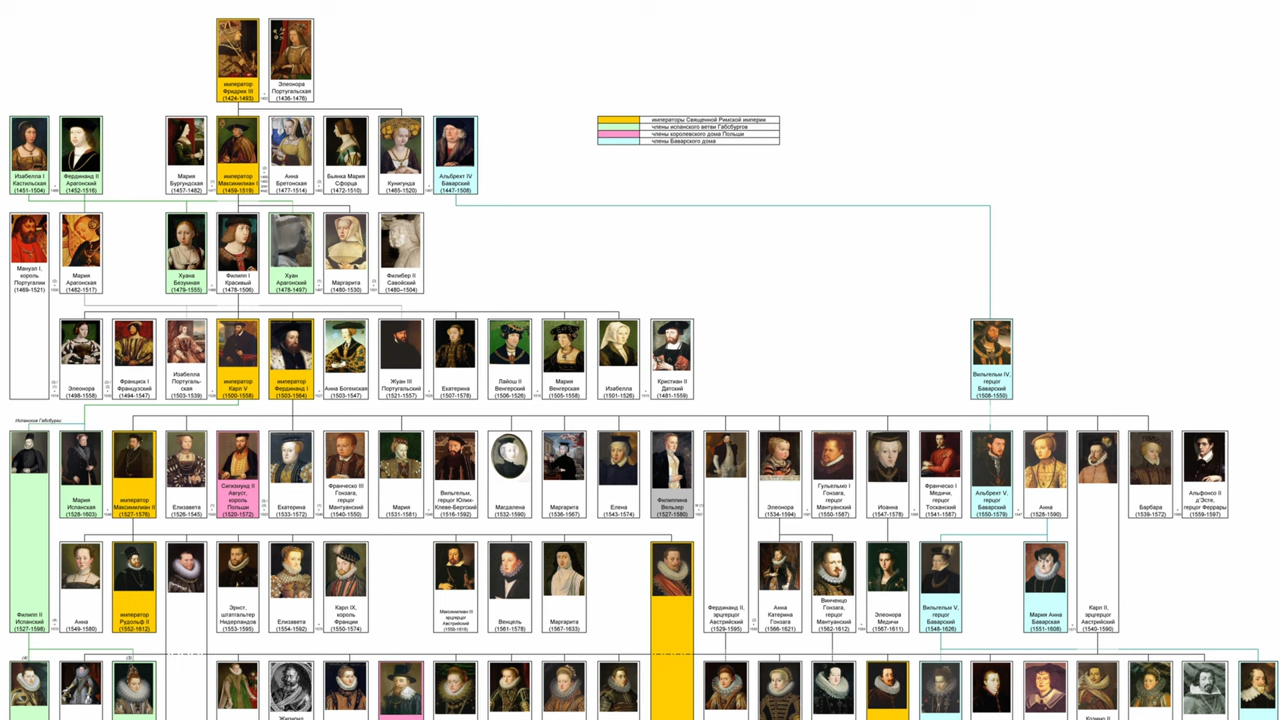 император
Фридрих III
(1424-1493)
Элеонора
Португальская
(1436-1476)
императоры Священной Римской империи
члены испанского ветви Габсбургов
члены королевского дома Польши
члены Баварского дома
Изабелла I
Кастильская
(1451-1504)
Фердинанд II
Арагонский
(1452-1516)
Мария
Бургундская
(1457-1482)
император
Максимилиан I
(1459-1519)
Анна
Бретонская
(1477-1514)
Бьянка Мария
Сфорца
(1472-1510)
Кунигунда
(1465-1520)
Альбрехт IV
Баварский
(1447-1508)
Мануэл I,
король
Португалии
(1469-1521)
Мария
Арагонская
(1482-1517)
Хуана
Безумная
(1479-1555)
Филипп I
Красивый
(1478-1506)
Хуан
Арагонский
(1478-1497)
Маргарита
(1480-1530)
Филибер II
Савойский
(1480-1504)
Элеонора
(1498-1558)
Франциск I
Французский
(1494-1547)
Изабелла
Португаль-
ская
(1503-1539)
император
Карл V
(1500-1558)
император
Фердинанд I
(1503-1564)
Анна Богемская
(1503-1547)
Жуан III
Португальский
(1521-1557)
Екатерина
(1507-1578)
Лайош II
Венгерский
(1506-1526)
Мария
Венгерская
(1505-1558)
Изабелла
(1501-1526)
Кристиан II
Датский
(1481-1559)
Вильгельм IV,
герцог
Баварский
(1508-1550)
Испанские Габсбурги
Мария
Испанская
(1528-1603)
император
Максимилиан II
(1527-1576)
Елизавета
(1526-1545)
Сигизмунд II
Август,
король
Польши
(1520-1572)
Екатерина
(1533-1572)
Франческо III
Гонзага,
герцог
Мантуанский
(1540-1550)
Мария
(1531-1581)
Вильгельм,
герцог Юлих-
Клеве-Бергский
(1516-1592)
Магдалена
(1532-1590)
Маргарита
(1536-1567)
Елена
(1543-1574)
Филиппина
Вельзер
(1527-1580)
Элеонора
(1534-1594)
Гульельмо I
Гонзага,
герцог
Мантуанский
(1550-1587)
Иоанна
(1547-1578)
Франческо I
Медичи,
герцог
Тосканский
(1541-1587)
Альбрехт V,
герцог
Баварский
(1550-1579)
Анна
(1528-1590)
Барбара
(1539-1572)
Альфонсо II
д'Эсте,
герцог Феррары
(1559-1597)
Филипп II
Испанский
(1527-1598)
Анна
(1549-1580)
император
Рудольф II
(1552-1612)
Эрнст,
штатгальтер
Нидерландов
(1553-1595)
Елизавета
(1554-1592)
Карл IX,
король
Франции
(1550-1574)
Максимилиан III
эрцгерцог
Австрийский
(1558-1618)
Венцель
(1561-1578)
Маргарита
(1567-1633)
Фердинанд II,
эрцгерцог
Австрийский
(1529-1595)
Анна
Катерина
Гонзага
(1566-1621)
Винченцо
Гонзага,
герцог
Мантуанский
(1562-1612)
Элеонора
Медичи
(1567-1611)
Вильгельм V,
герцог
Баварский
(1548-1626)
Мария Анна
(1551-1608)
Карл II,
эрцгерцог
Австрийский
(1540-1590)